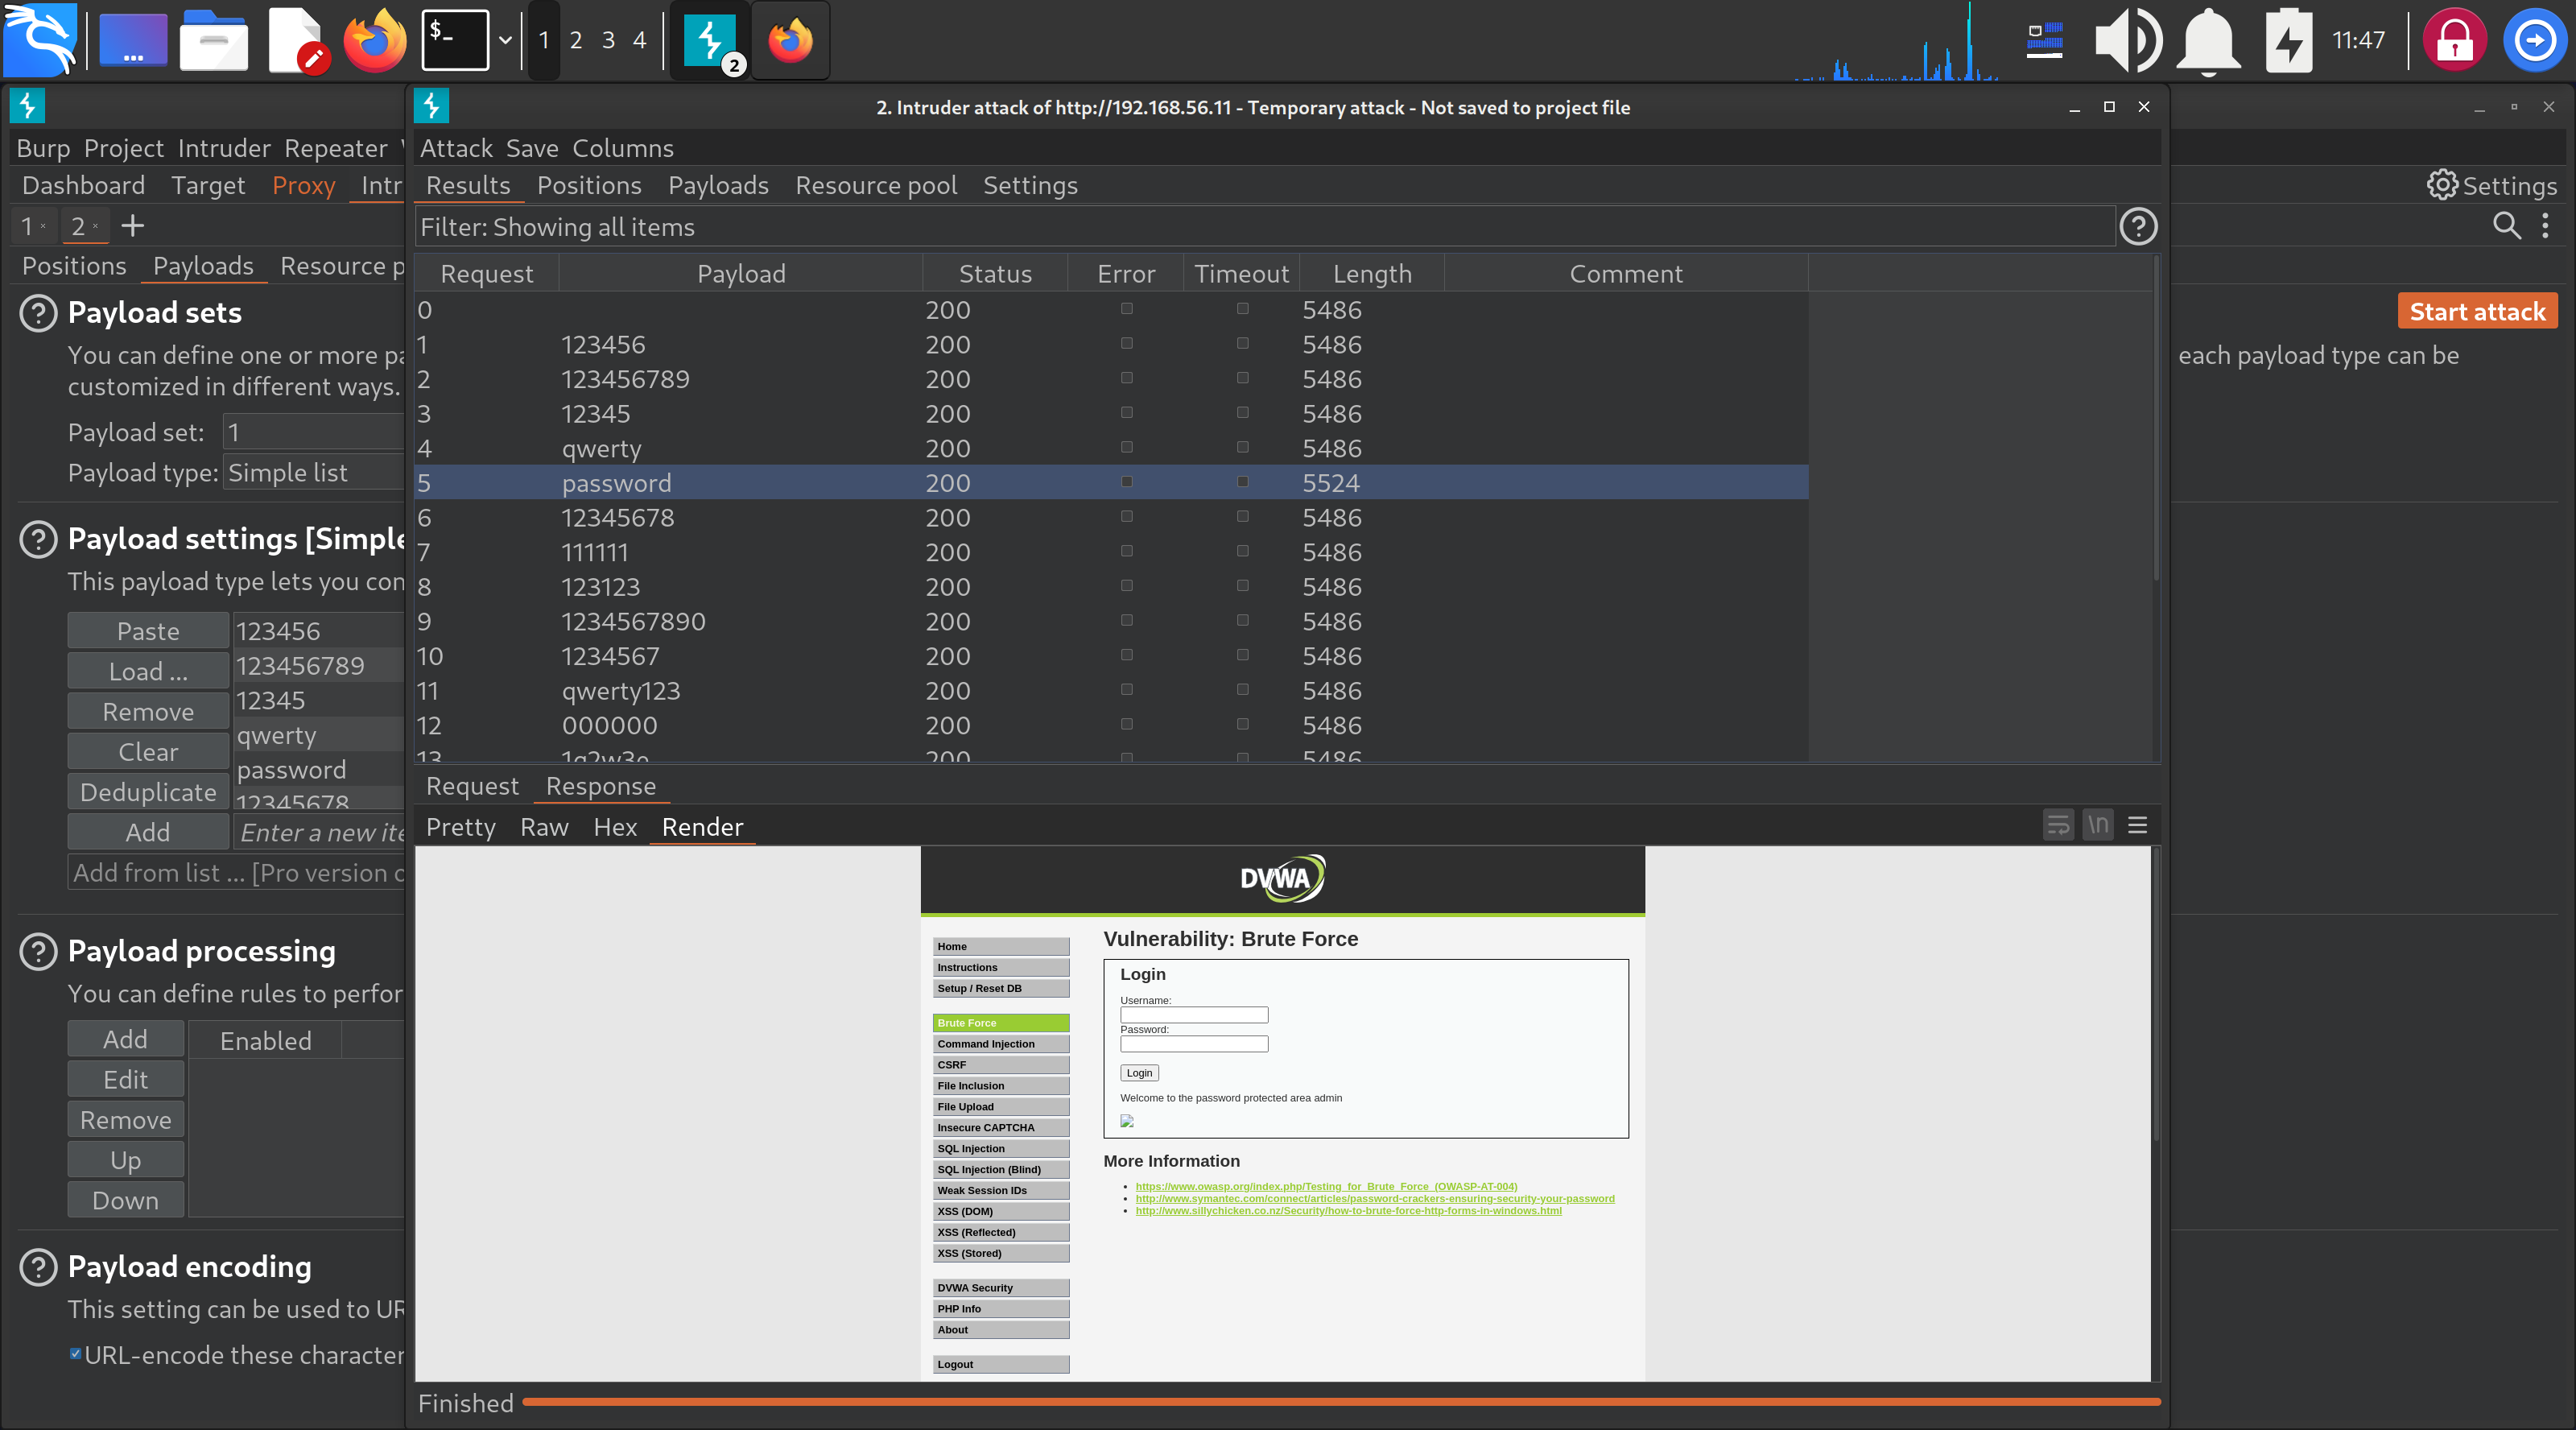 $_
1 2 3 4
2
11:47
2. Intruder attack of http://192.168.56.11 - Temporary attack - Not saved to project file
Burp Project Intruder Repeater
Attack Save Columns
Dashboard Target Proxy Intr
Results Positions Payloads Resource pool Settings
Settings
1 × 2 × +
Filter: Showing all items
Positions Payloads Resource p
Request Payload Status Error Timeout Length Comment
0 200 5486
1 123456 200 5486
2 123456789 200 5486
3 12345 200 5486
4 qwerty 200 5486
5 password 200 5524
6 12345678 200 5486
7 111111 200 5486
8 123123 200 5486
9 1234567890 200 5486
10 1234567 200 5486
11 qwerty123 200 5486
12 000000 200 5486
13 1q2w3e 200 5486
Payload sets
Start attack
You can define one or more pa
each payload type can be
customized in different ways.
Payload set: 1
Payload type: Simple list
Payload settings [Simple
This payload type lets you con
Paste
Load ...
Remove
Clear
Deduplicate
Add
123456
123456789
12345
qwerty
password
12345678
Enter a new ite
Add from list ... [Pro version o
Payload processing
You can define rules to perfor
Add
Edit
Remove
Up
Down
Enabled
Payload encoding
This setting can be used to UR
URL-encode these character
Request Response
Pretty Raw Hex Render
\n
DVWA
Home
Instructions
Setup / Reset DB
Brute Force
Command Injection
CSRF
File Inclusion
File Upload
Insecure CAPTCHA
SQL Injection
SQL Injection (Blind)
Weak Session IDs
XSS (DOM)
XSS (Reflected)
XSS (Stored)
DVWA Security
PHP Info
About
Logout
Vulnerability: Brute Force
Login
Username:
Password:
Login
Welcome to the password protected area admin
More Information
https://www.owasp.org/index.php/Testing_for_Brute_Force_(OWASP-AT-004)
http://www.symantec.com/connect/articles/password-crackers-ensuring-security-your-password
http://www.sillychicken.co.nz/Security/how-to-brute-force-http-forms-in-windows.html
Finished